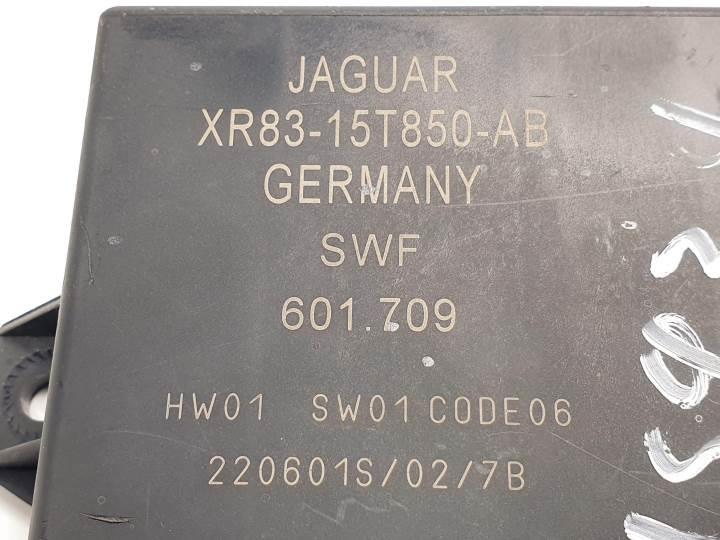 JAGUAR
XR83-15T850-AB
GERMANY
SWF
601.709
HW01 SW01 CODE06
220601S/02/7B